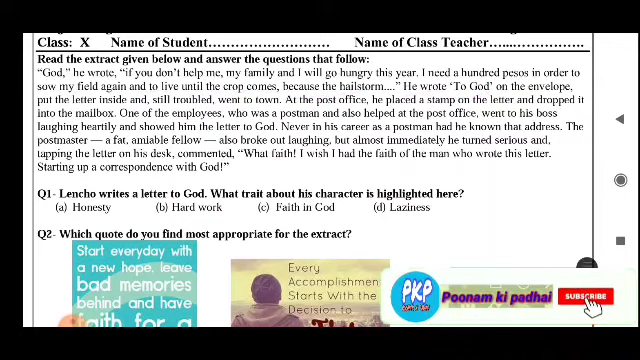 Class: X Name of Student………………………… Name of Class Teacher…...…………….
Read the extract given below and answer the questions that follow:
“God,” he wrote, “if you don’t help me, my family and I will go hungry this year. I need a hundred pesos in order to
sow my field again and to live until the crop comes, because the hailstorm....” He wrote ‘To God’ on the envelope,
put the letter inside and, still troubled, went to town. At the post office, he placed a stamp on the letter and dropped it
into the mailbox. One of the employees, who was a postman and also helped at the post office, went to his boss
laughing heartily and showed him the letter to God. Never in his career as a postman had he known that address. The
postmaster — a fat, amiable fellow — also broke out laughing, but almost immediately he turned serious and,
tapping the letter on his desk, commented, “What faith! I wish I had the faith of the man who wrote this letter.
Starting up a correspondence with God!”
Q1- Lencho writes a letter to God. What trait about his character is highlighted here?
(a) Honesty (b) Hard work (c) Faith in God (d) Laziness
Q2- Which quote do you find most appropriate for the extract?
Start everyday with
a new hope, leave
bad memories
behind and have
faith for a
Every
Accomplishment
Starts With the
Decision to
PKP
Poonam ki padhai
SUBSCRIBE